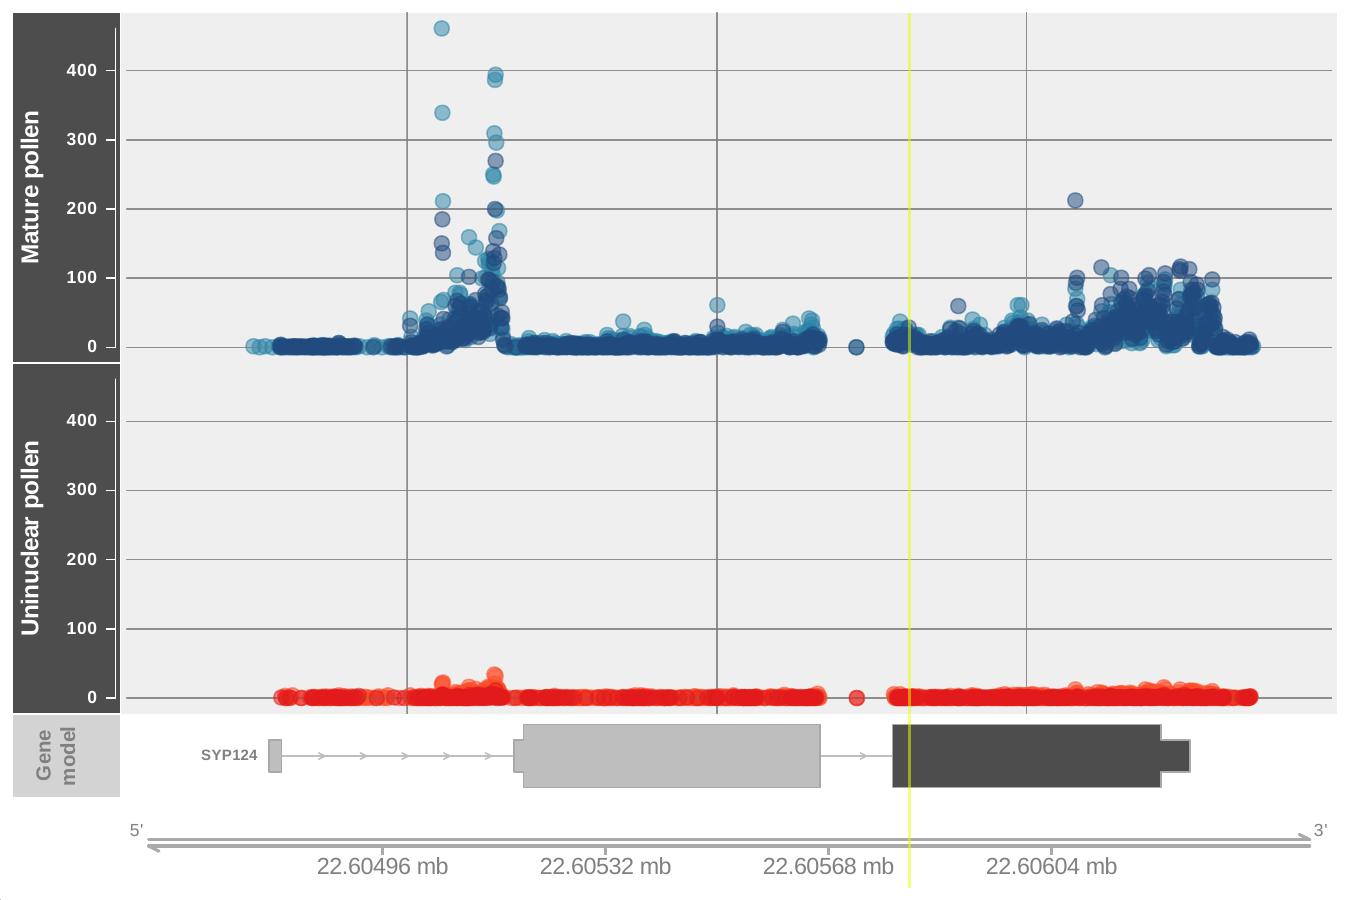 Mature pollen
400
300
200
100
0
Uninuclear pollen
400
300
200
100
0
Gene
model
SYP124
5'
3'
22.60496 mb
22.60532 mb
22.60568 mb
22.60604 mb